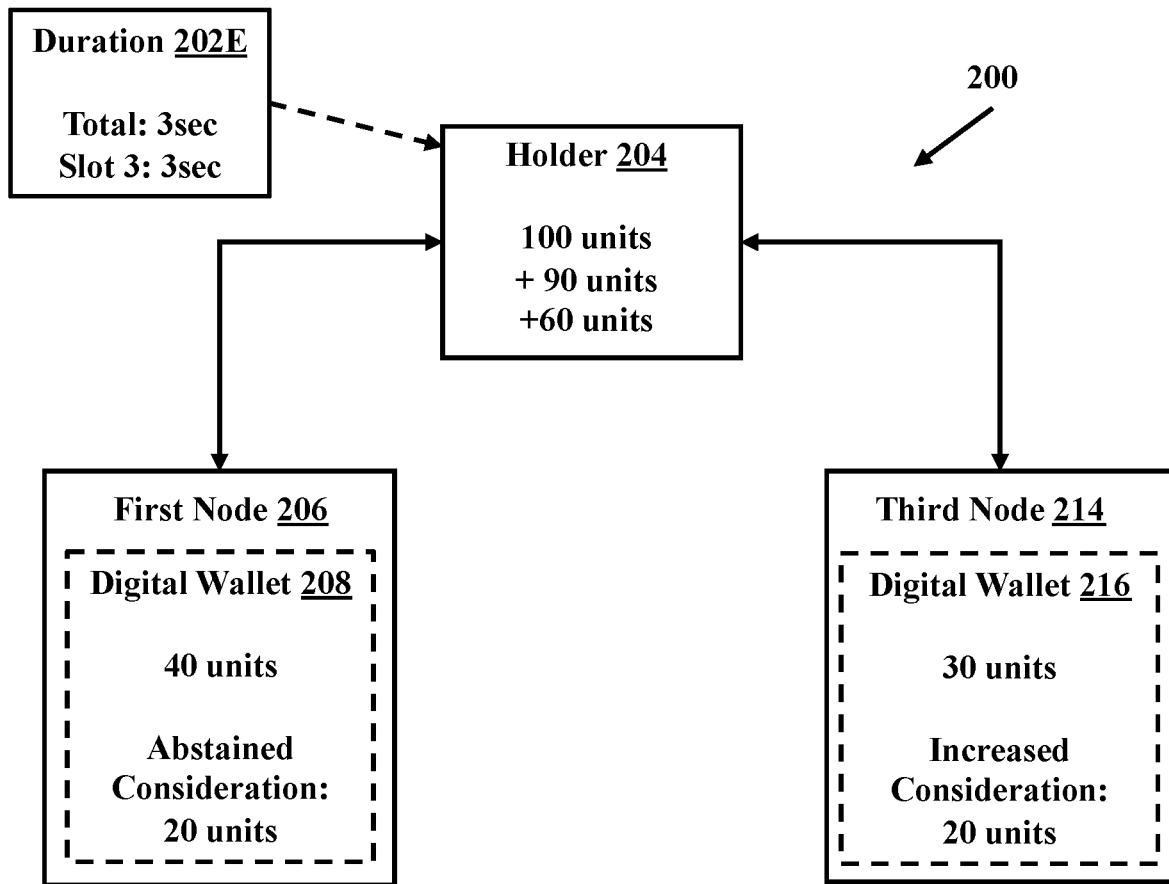 Duration 202E
Total: 3sec
Slot 3: 3sec
200
Holder 204
100 units
+ 90 units
+60 units
First Node 206
Digital Wallet 208
40 units
Abstained
Consideration:
20 units
Third Node 214
Digital Wallet 216
30 units
Increased
Consideration:
20 units